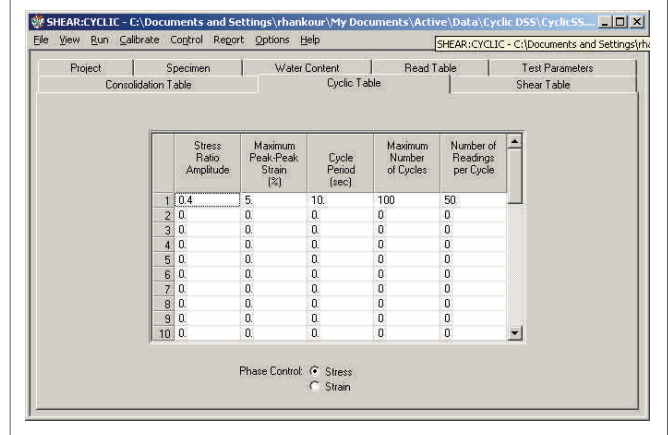 SHEAR:CYCLIC - C:\Documents and Settings\rhankour\My Documents\Active\Data\Cyclic DSS\CyclicSS....
File View Run Calibrate Control Report Options Help
SHEAR:CYCLIC - C:\Documents and Settings\rha
Project Specimen Water Content Read Table Test Parameters
Consolidation Table Cyclic Table Shear Table
Stress Ratio Amplitude
Maximum Peak-Peak Strain (%)
Cycle Period (sec)
Maximum Number of Cycles
Number of Readings per Cycle
1 0.4 5. 10. 100 50
2 0. 0. 0. 0 0
3 0. 0. 0. 0 0
4 0. 0. 0. 0 0
5 0. 0. 0. 0 0
6 0. 0. 0. 0 0
7 0. 0. 0. 0 0
8 0. 0. 0. 0 0
9 0. 0. 0. 0 0
10 0. 0. 0. 0 0
Phase Control: Stress
Strain